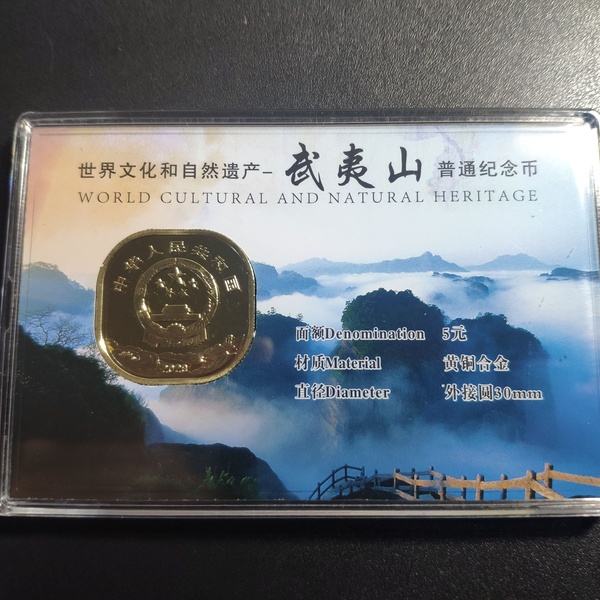 世界文化和自然遗产-武夷山 普通纪念币
WORLD CULTURAL AND NATURAL HERITAGE
中华人民共和国
2020
面额Denomination 5元
材质Material 黄铜合金
直径Diameter 外接圆30mm